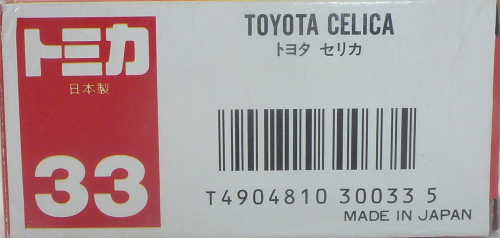 トミカ
日本製
33
TOYOTA CELICA
トヨタ セリカ
T4904810 30033 5
MADE IN JAPAN